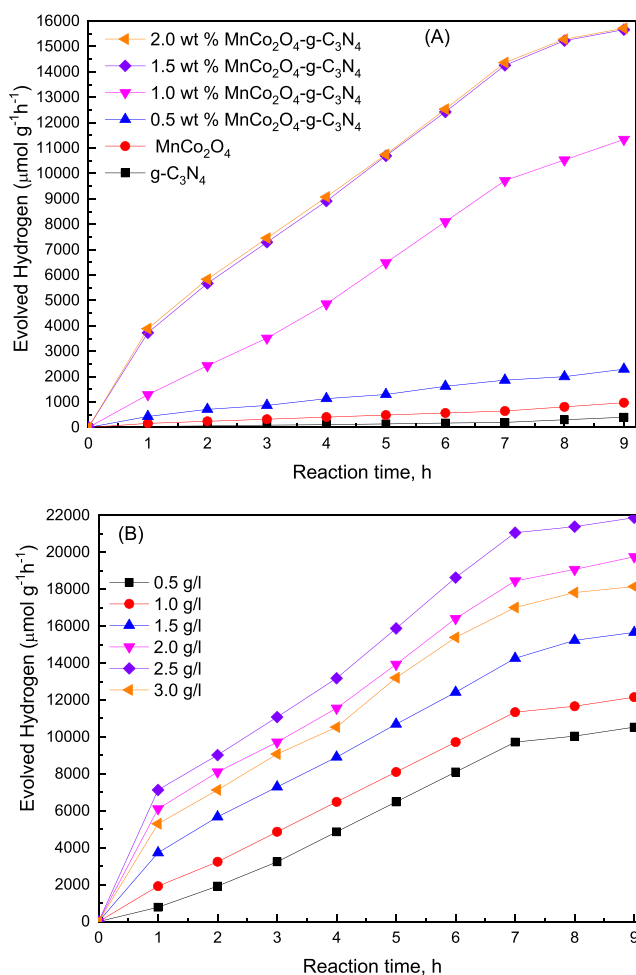 (A)
2.0 wt % MnCo₂O₄-g-C₃N₄
1.5 wt % MnCo₂O₄-g-C₃N₄
1.0 wt % MnCo₂O₄-g-C₃N₄
0.5 wt % MnCo₂O₄-g-C₃N₄
MnCo₂O₄
g-C₃N₄
16000
15000
14000
13000
12000
11000
10000
9000
8000
7000
6000
5000
4000
3000
2000
1000
0
Evolved Hydrogen (μmol g⁻¹h⁻¹)
0 1 2 3 4 5 6 7 8 9
Reaction time, h
(B)
0.5 g/l
1.0 g/l
1.5 g/l
2.0 g/l
2.5 g/l
3.0 g/l
22000
20000
18000
16000
14000
12000
10000
8000
6000
4000
2000
0
Evolved Hydrogen (μmol g⁻¹h⁻¹)
0 1 2 3 4 5 6 7 8 9
Reaction time, h